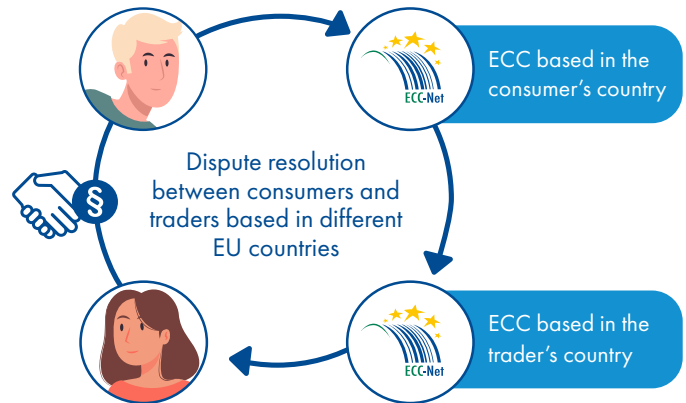 ECC-Net
ECC based in the
consumer's country
Dispute resolution
between consumers and
traders based in different
EU countries
§
ECC-Net
ECC based in the
trader's country